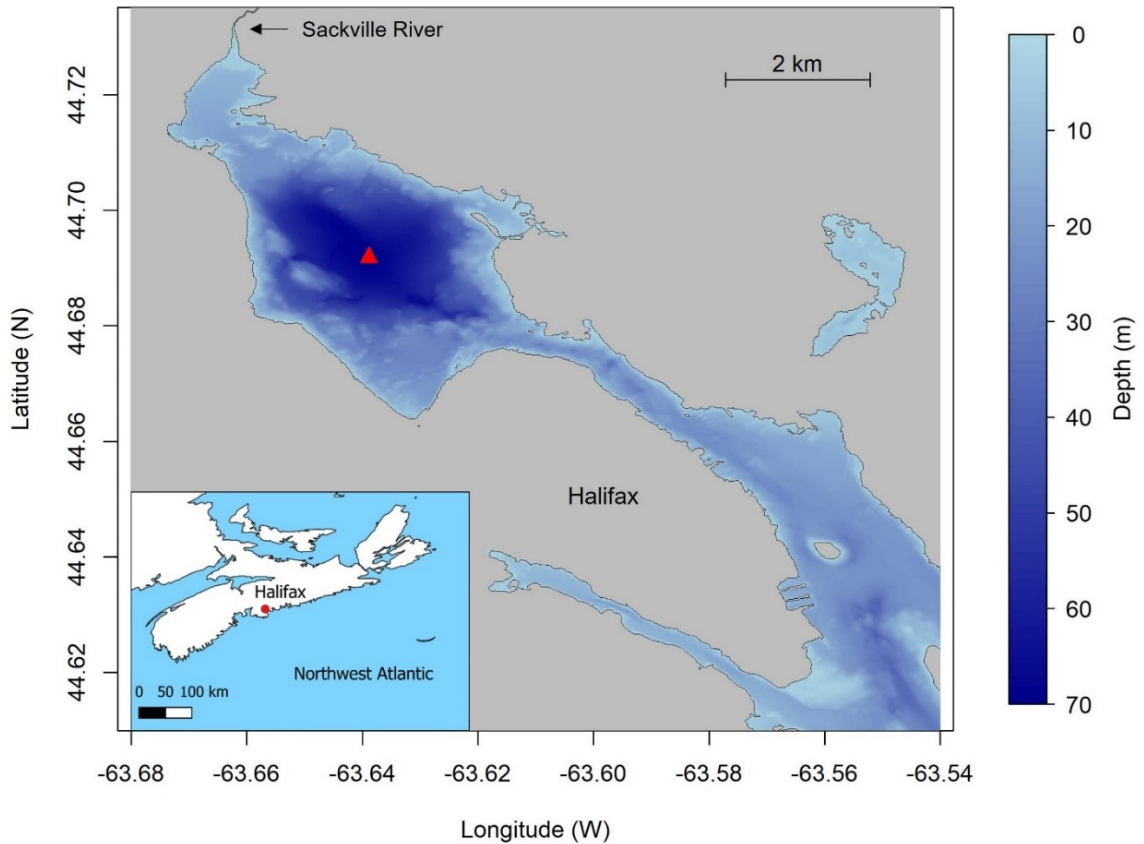 Sackville River
2 km
Latitude (N)
44.72
44.70
44.68
44.66
44.64
44.62
Halifax
Halifax
Northwest Atlantic
0 50 100 km
-63.68 -63.66 -63.64 -63.62 -63.60 -63.58 -63.56 -63.54
Longitude (W)
0
10
20
30
40
50
60
70
Depth (m)